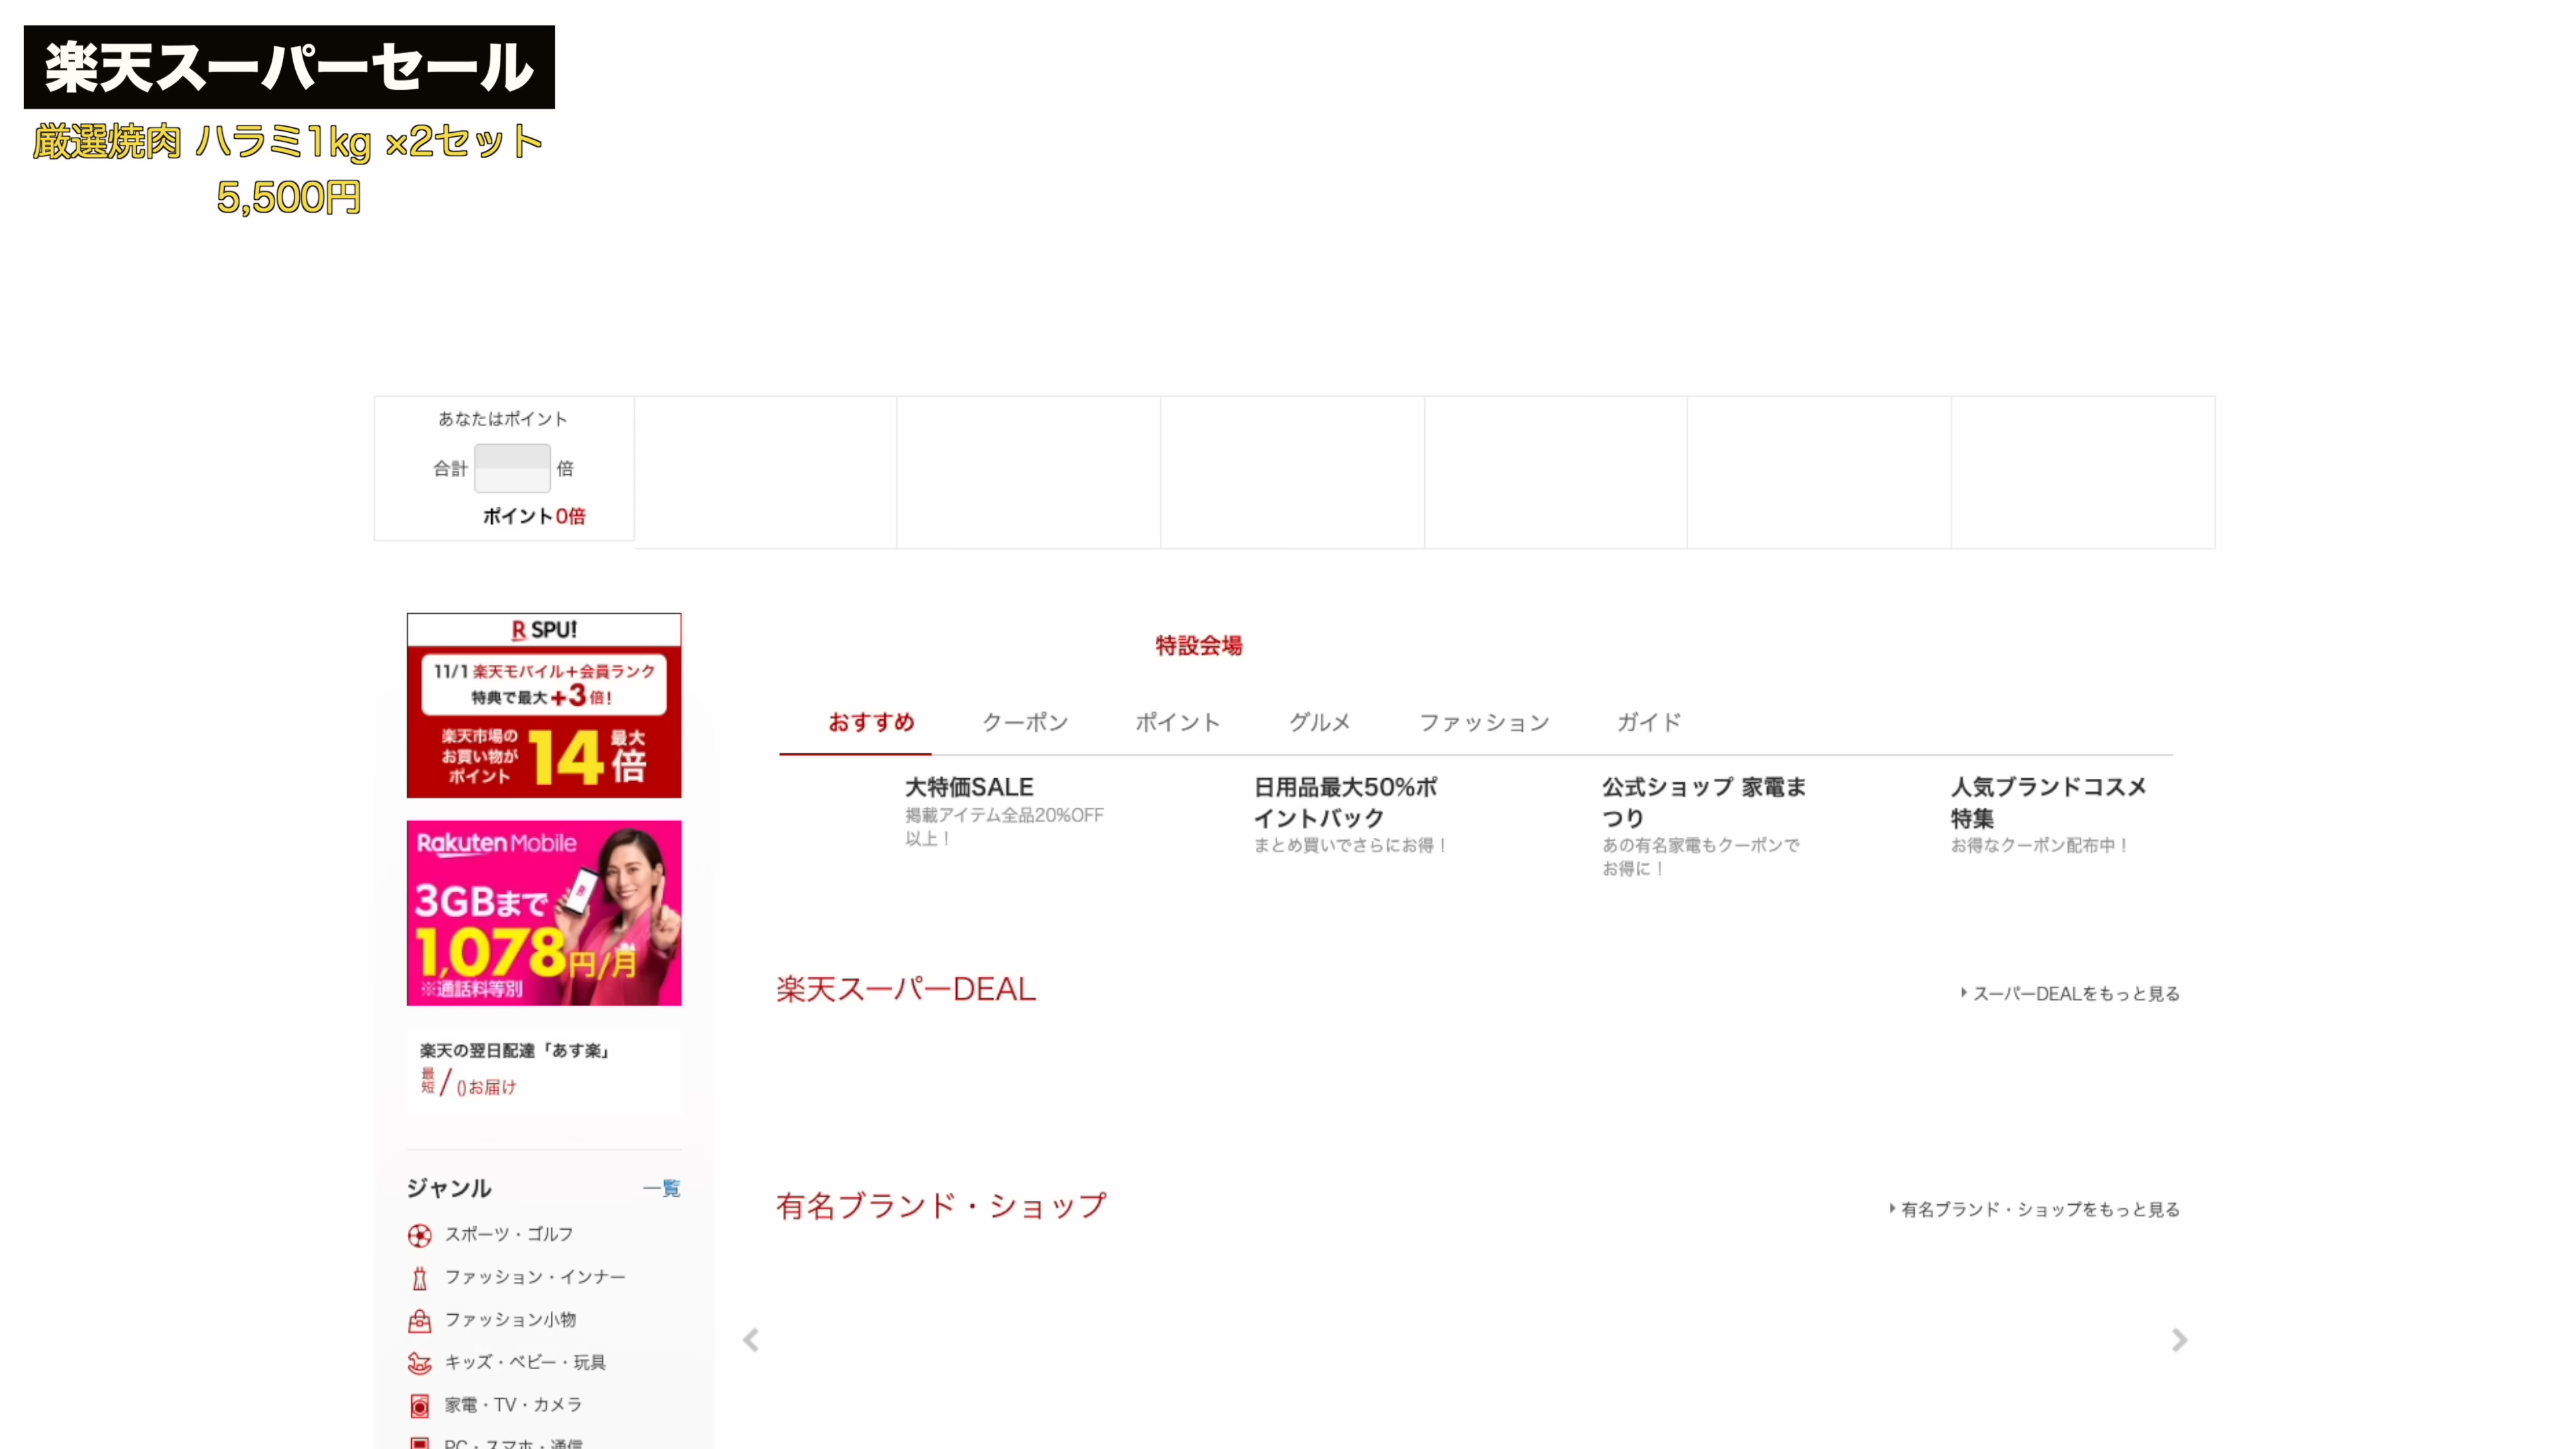 楽天スーパーセール
厳選焼肉 ハラミ1kg ×2セット
5,500円
あなたはポイント
合計 倍
ポイント0倍
R SPU!
11/1 楽天モバイル+会員ランク
特典で最大+3倍!
楽天市場の
お買い物が
ポイント
14
最大
倍
Rakuten Mobile
3GBまで
1,078円/月
※通話料等別
楽天の翌日配達「あす楽」
最短/()お届け
ジャンル 一覧
スポーツ・ゴルフ
ファッション・インナー
ファッション小物
キッズ・ベビー・玩具
家電・TV・カメラ
PC・スマホ・通信
特設会場
おすすめ クーポン ポイント グルメ ファッション ガイド
大特価SALE
掲載アイテム全品20%OFF
以上!
日用品最大50%ポ
イントバック
まとめ買いでさらにお得!
公式ショップ 家電ま
つり
あの有名家電もクーポンで
お得に!
人気ブランドコスメ
特集
お得なクーポン配布中!
楽天スーパーDEAL
スーパーDEALをもっと見る
有名ブランド・ショップ
有名ブランド・ショップをもっと見る